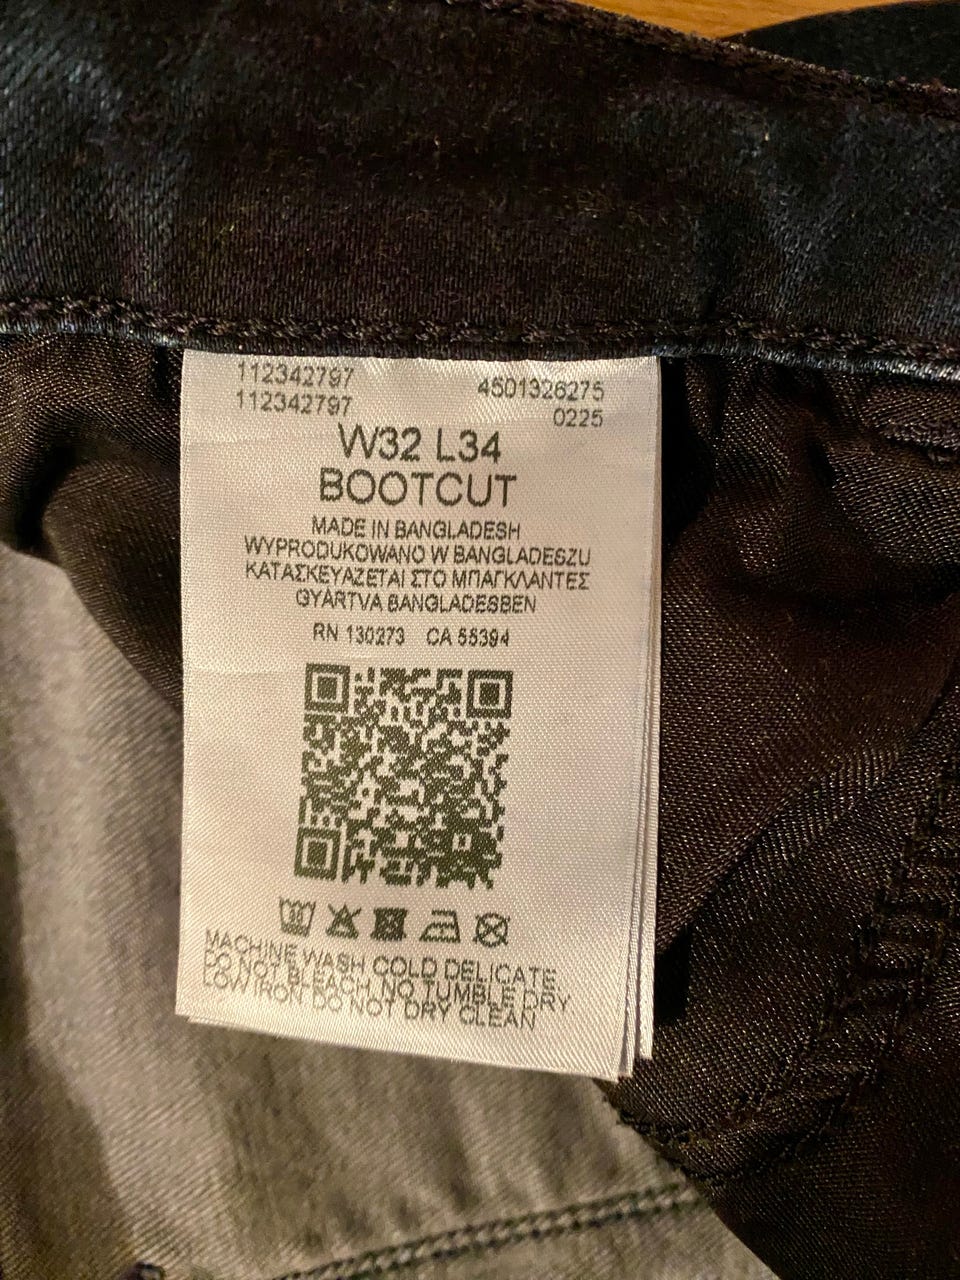 112342797
112342797
4501326275
0225
W32 L34
BOOTCUT
MADE IN BANGLADESH
WYPRODUKOWANO W BANGLADESZU
ΚΑΤΑΣΚΕΥΑΖΕΤΑΙ ΣΤΟ ΜΠΑΓΚΛΑΝΤΕΣ
GYÁRTVA BANGLADESBEN
RN 130273 CA 55394
MACHINE WASH COLD DELICATE
DO NOT BLEACH, NO TUMBLE DRY
LOW IRON DO NOT DRY CLEAN